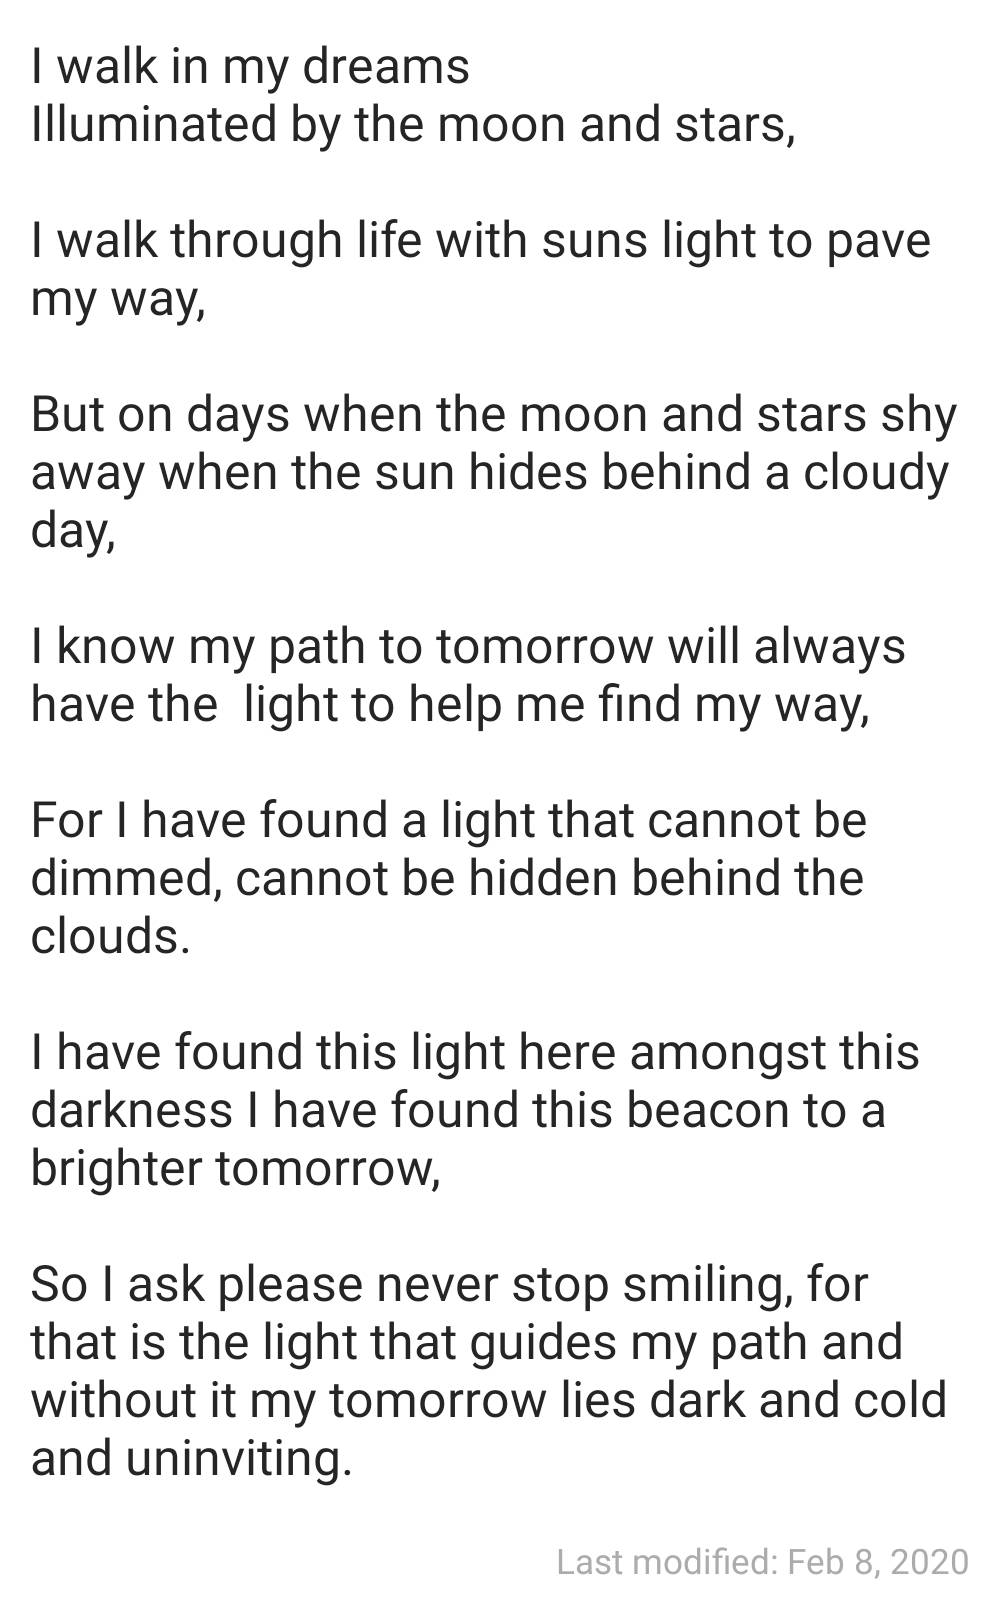 I walk in my dreams
Illuminated by the moon and stars,
I walk through life with suns light to pave
my way,
But on days when the moon and stars shy
away when the sun hides behind a cloudy
day,
I know my path to tomorrow will always
have the  light to help me find my way,
For I have found a light that cannot be
dimmed, cannot be hidden behind the
clouds.
I have found this light here amongst this
darkness I have found this beacon to a
brighter tomorrow,
So I ask please never stop smiling, for
that is the light that guides my path and
without it my tomorrow lies dark and cold
and uninviting.
Last modified: Feb 8, 2020